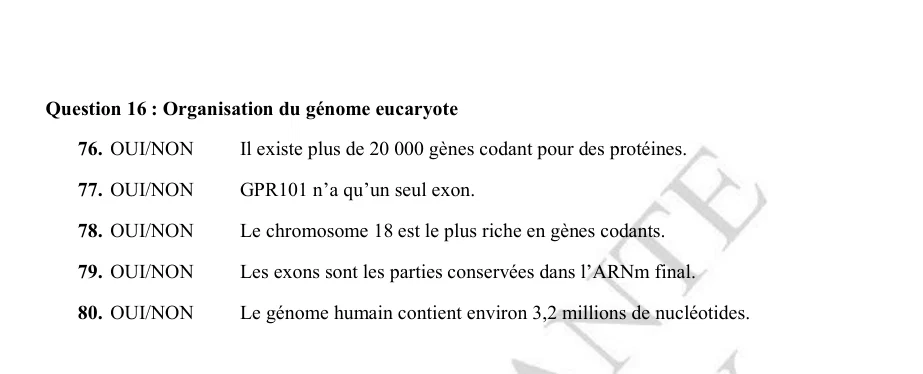 Question 16 : Organisation du génome eucaryote
76. OUI/NON Il existe plus de 20 000 gènes codant pour des protéines.
77. OUI/NON GPR101 n’a qu’un seul exon.
78. OUI/NON Le chromosome 18 est le plus riche en gènes codants.
79. OUI/NON Les exons sont les parties conservées dans l’ARNm final.
80. OUI/NON Le génome humain contient environ 3,2 millions de nucléotides.